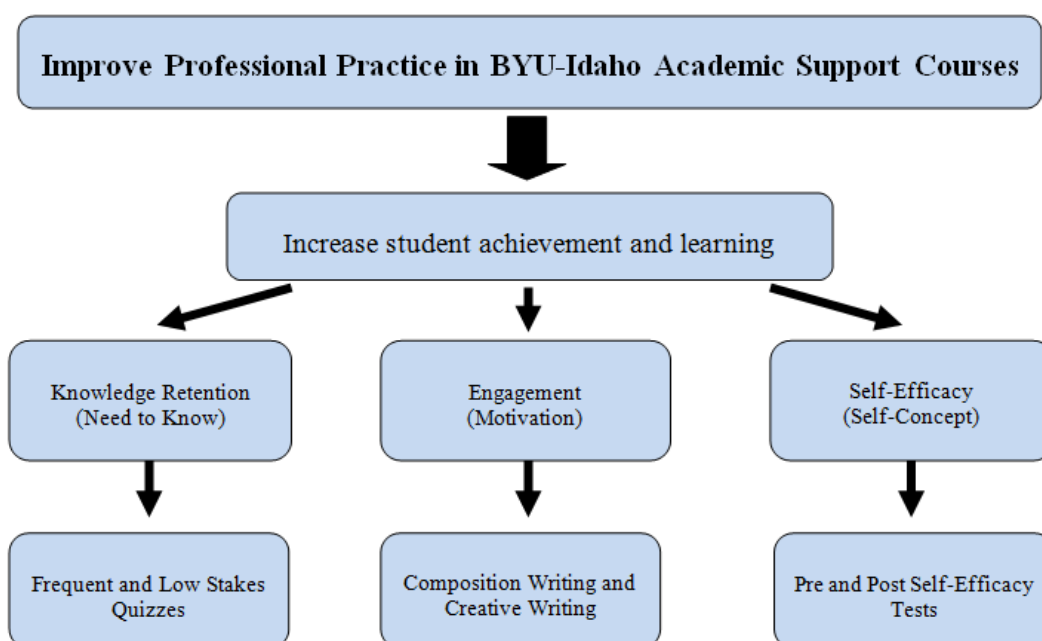 Improve Professional Practice in BYU-Idaho Academic Support Courses
Increase student achievement and learning
Knowledge Retention
(Need to Know)
Engagement
(Motivation)
Self-Efficacy
(Self-Concept)
Frequent and Low Stakes
Quizzes
Composition Writing and
Creative Writing
Pre and Post Self-Efficacy
Tests